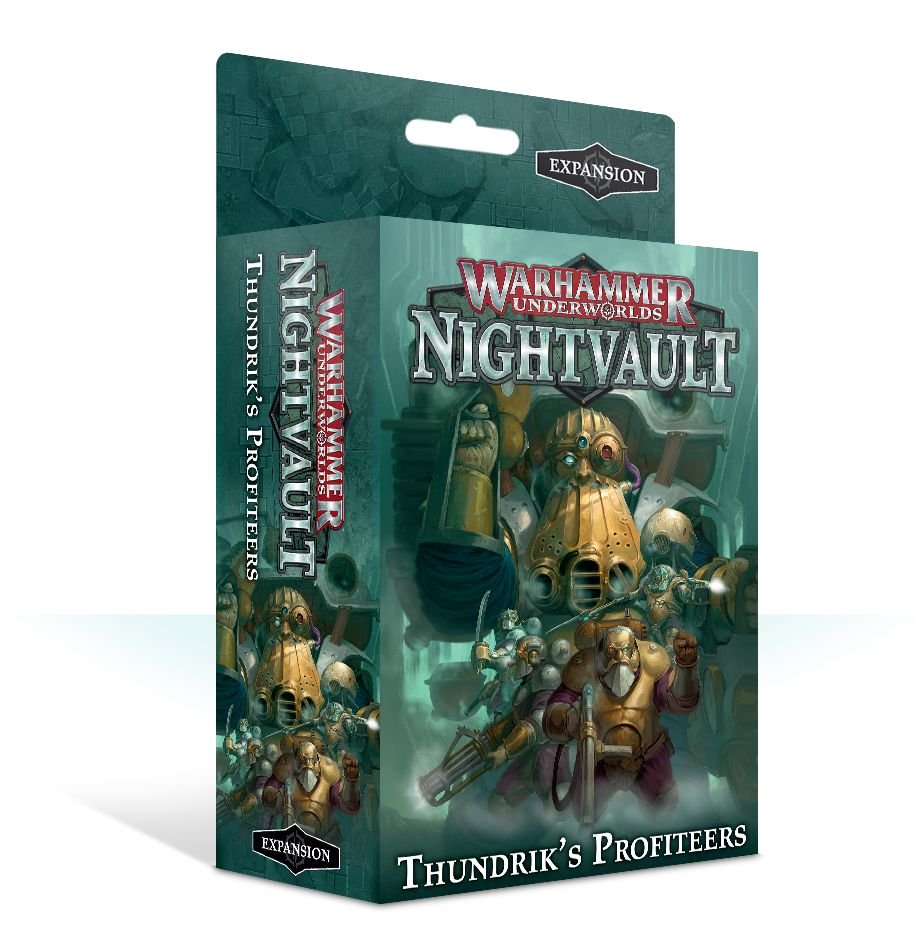 EXPANSION
WARHAMMER
UNDERWORLDS
NIGHTVAULT
THUNDRIK'S PROFITEERS
WARHAMMER
UNDERWORLDS
NIGHTVAULT
THUNDRIK'S PROFITEERS
EXPANSION